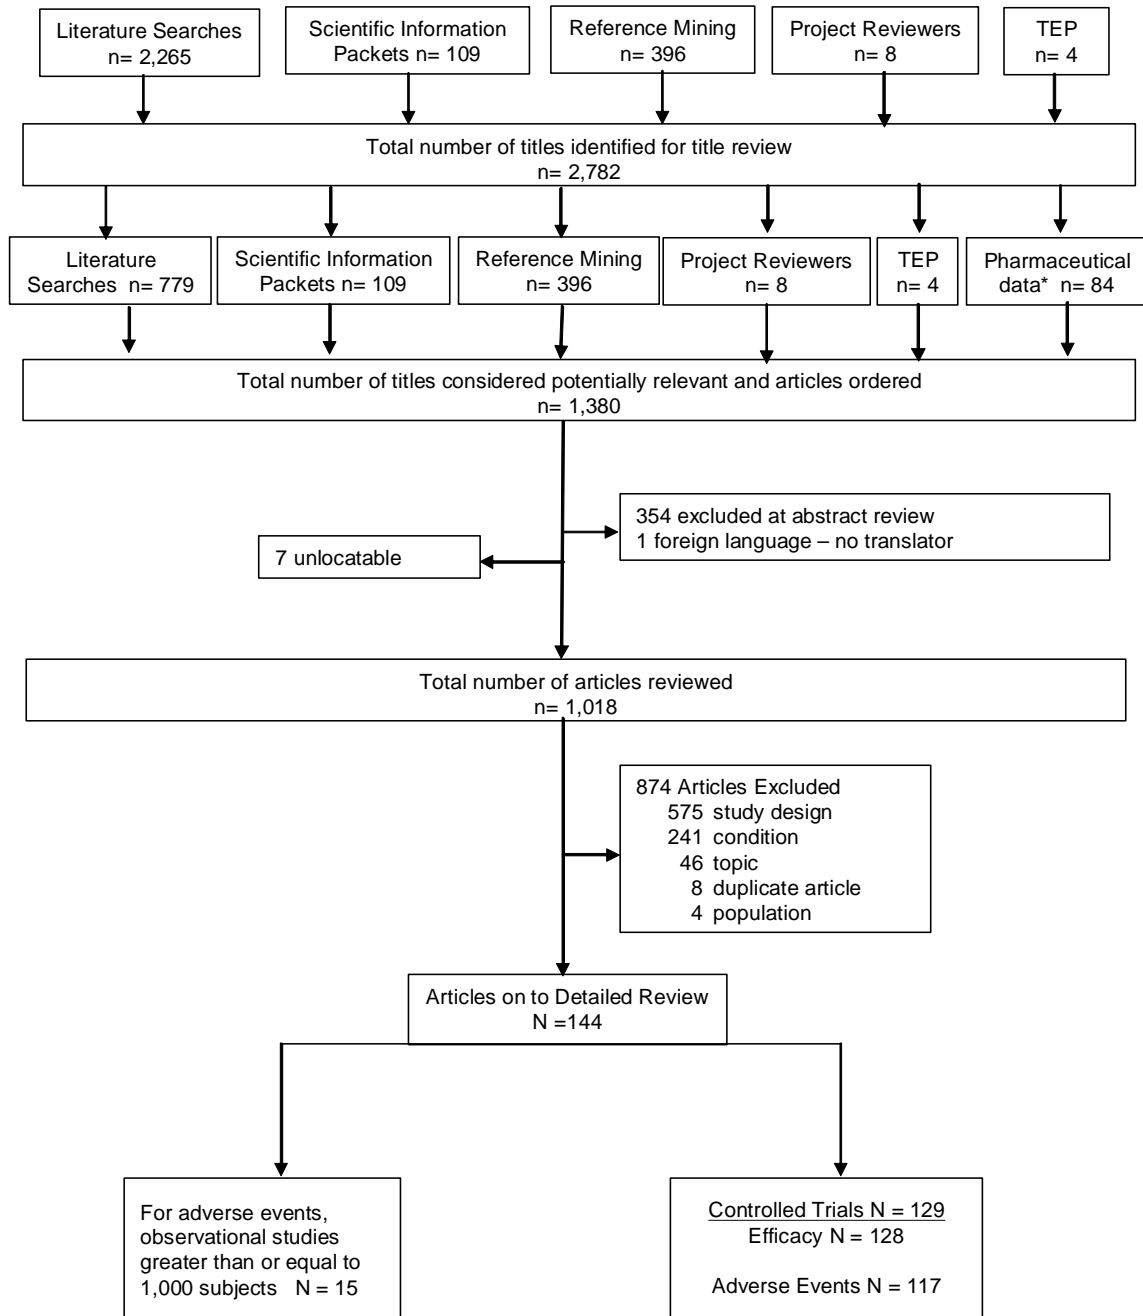 Literature Searches
n= 2,265
Scientific Information
Packets n= 109
Reference Mining
n= 396
Project Reviewers
n= 8
TEP
n= 4
Total number of titles identified for title review
n= 2,782
Literature
Searches n= 779
Scientific Information
Packets n= 109
Reference Mining
n= 396
Project Reviewers
n= 8
TEP
n= 4
Pharmaceutical
data* n= 84
Total number of titles considered potentially relevant and articles ordered
n= 1,380
354 excluded at abstract review
1 foreign language – no translator
7 unlocatable
Total number of articles reviewed
n= 1,018
874 Articles Excluded
575 study design
241 condition
46 topic
8 duplicate article
4 population
Articles on to Detailed Review
N =144
For adverse events,
observational studies
greater than or equal to
1,000 subjects N = 15
Controlled Trials N = 129
Efficacy N = 128
Adverse Events N = 117